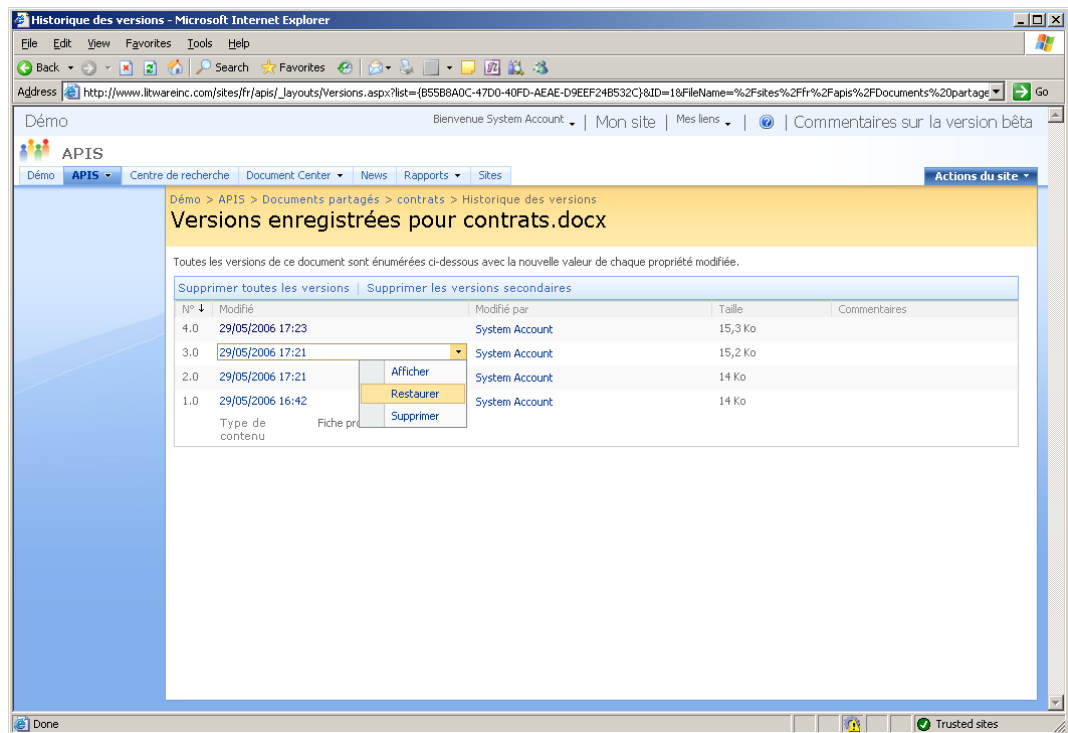 Historique des versions - Microsoft Internet Explorer
File Edit View Favorites Tools Help
Back Search Favorites
Address http://www.litwareinc.com/sites/fr/apis/_layouts/Versions.aspx?list={B55B8A0C-47D0-40FD-AEAE-D9EEF24B532C}&ID=1&FileName=%2Fsites%2Ffr%2Fapis%2FDocuments%20partage Go
Démo Bienvenue System Account | Mon site | Mes liens | | Commentaires sur la version bêta
APIS
Démo APIS Centre de recherche Document Center News Rapports Sites Actions du site
Démo > APIS > Documents partagés > contrats > Historique des versions
Versions enregistrées pour contrats.docx
Toutes les versions de ce document sont énumérées ci-dessous avec la nouvelle valeur de chaque propriété modifiée.
Supprimer toutes les versions | Supprimer les versions secondaires
N° Modifié Modifié par Taille Commentaires
4.0 29/05/2006 17:23 System Account 15,3 Ko
3.0 29/05/2006 17:21 System Account 15,2 Ko
Afficher
2.0 29/05/2006 17:21 System Account 14 Ko
Restaurer
1.0 29/05/2006 16:42 System Account 14 Ko
Supprimer
Type de contenu Fiche pro
Done Trusted sites